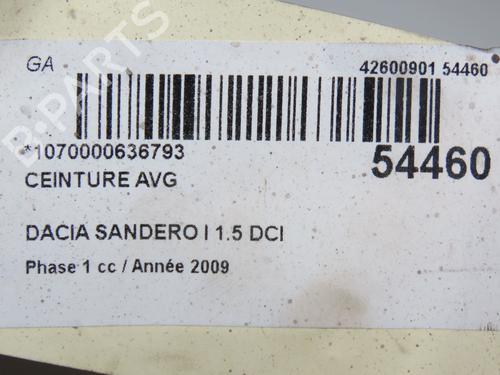 GA
42600901 54460
*1070000636793
54460
CEINTURE AVG
DACIA SANDERO I 1.5 DCI
Phase 1 cc / Année 2009
B-PARTS